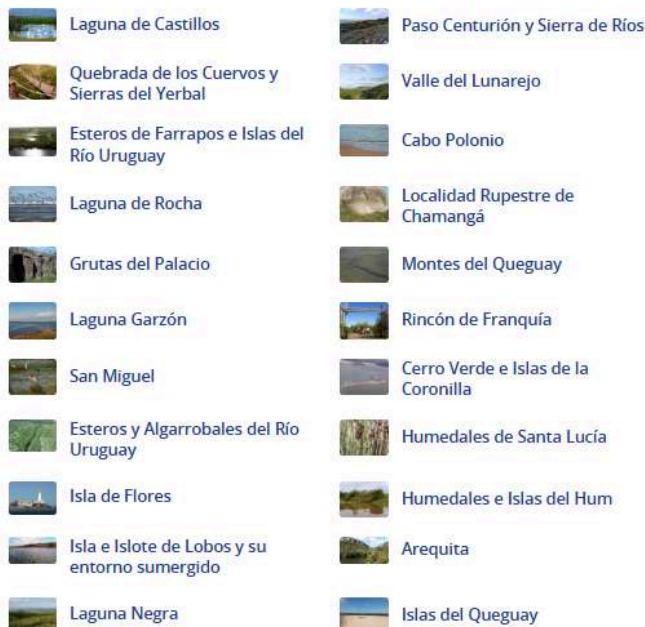 Laguna de Castillos
Paso Centurión y Sierra de Ríos
Quebrada de los Cuervos y
Sierras del Yerbal
Valle del Lunarejo
Esteros de Farrapos e Islas del
Río Uruguay
Cabo Polonio
Laguna de Rocha
Localidad Rupestre de
Chamangá
Grutas del Palacio
Montes del Queguay
Laguna Garzón
Rincón de Franquía
San Miguel
Cerro Verde e Islas de la
Coronilla
Esteros y Algarrobales del Río
Uruguay
Humedales de Santa Lucía
Isla de Flores
Humedales e Islas del Hum
Isla e Islote de Lobos y su
entorno sumergido
Arequita
Laguna Negra
Islas del Queguay